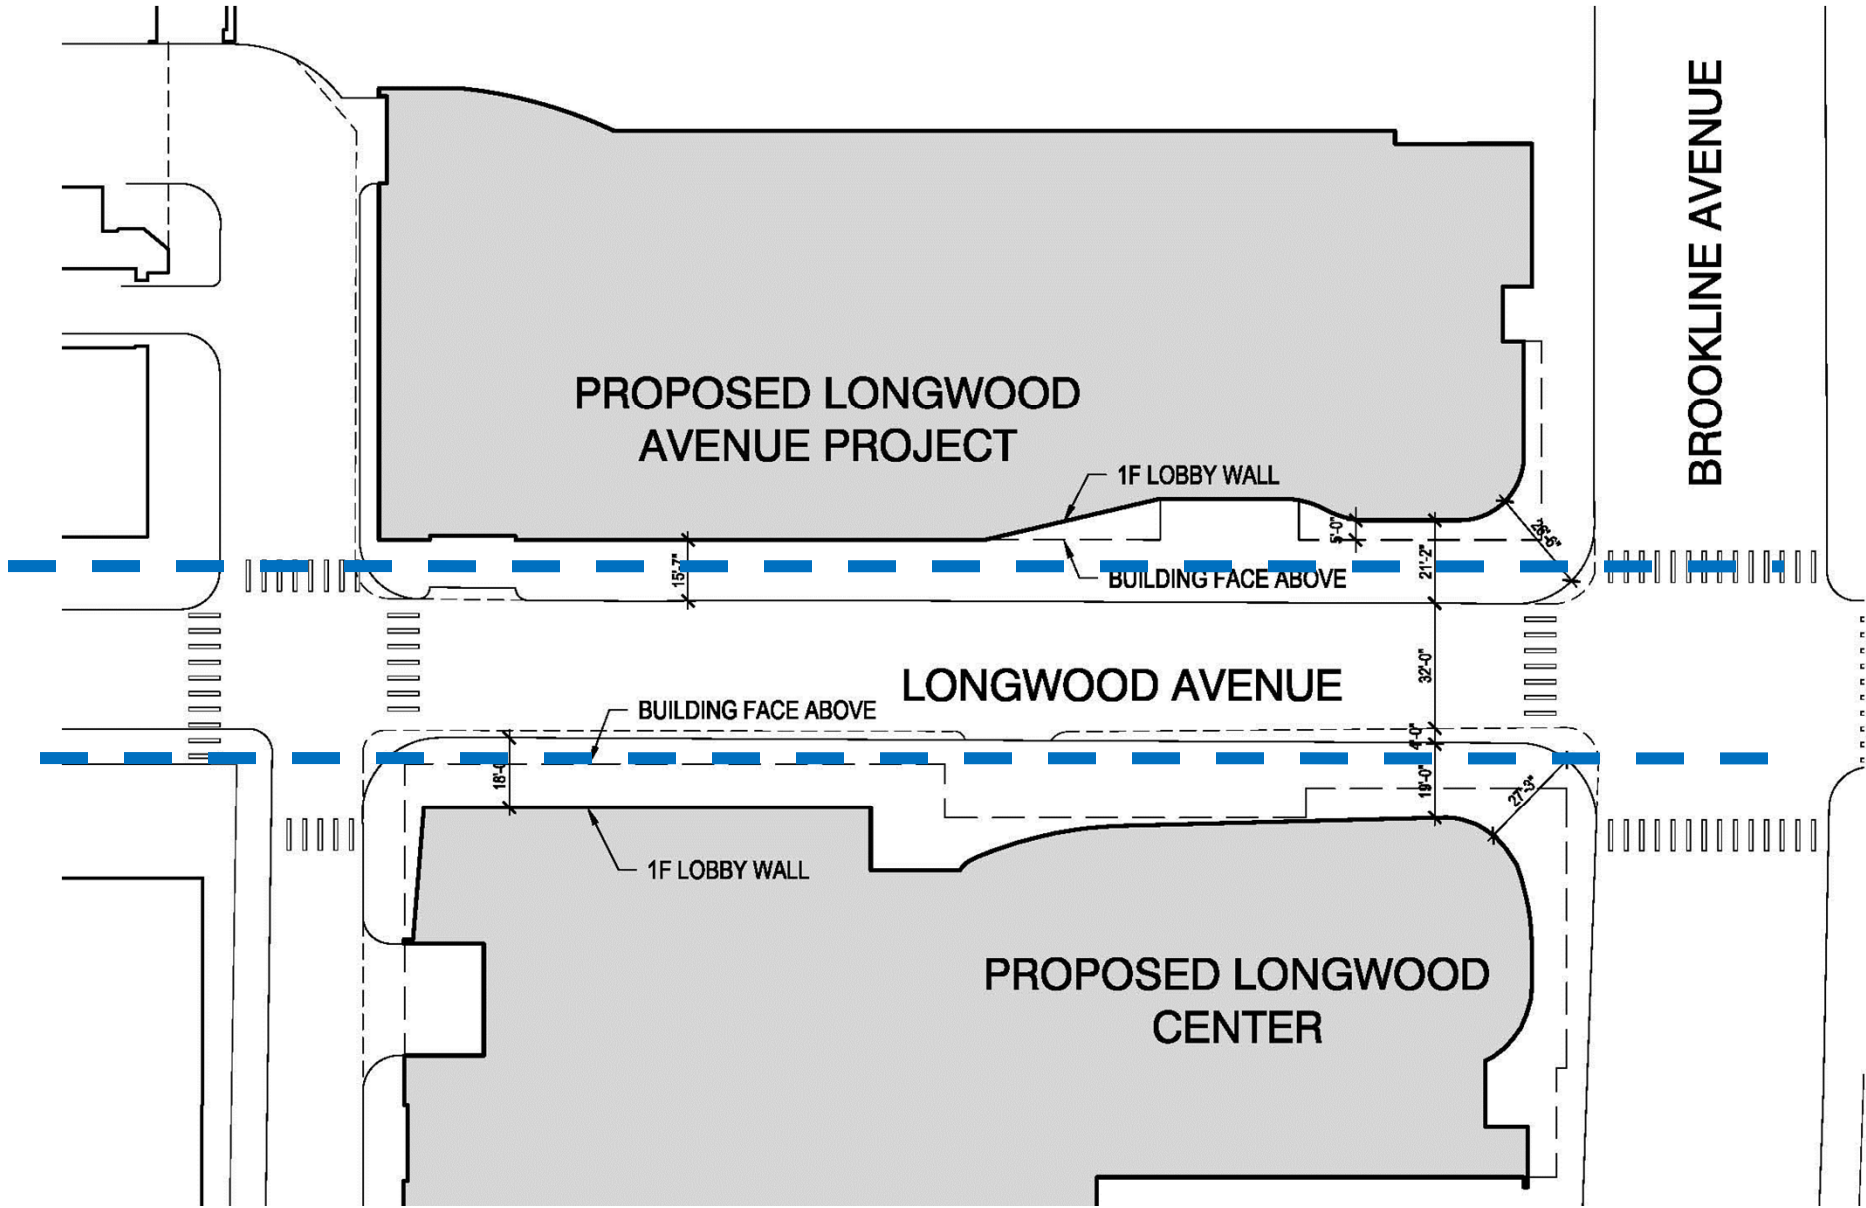 BROOKLINE AVENUE
PROPOSED LONGWOOD
AVENUE PROJECT
1F LOBBY WALL
5'-0"
26'-6"
15'-7"
21'-2"
BUILDING FACE ABOVE
32'-0"
LONGWOOD AVENUE
BUILDING FACE ABOVE
4'-0"
18'-0
19'-0"
27'-3"
1F LOBBY WALL
PROPOSED LONGWOOD
CENTER